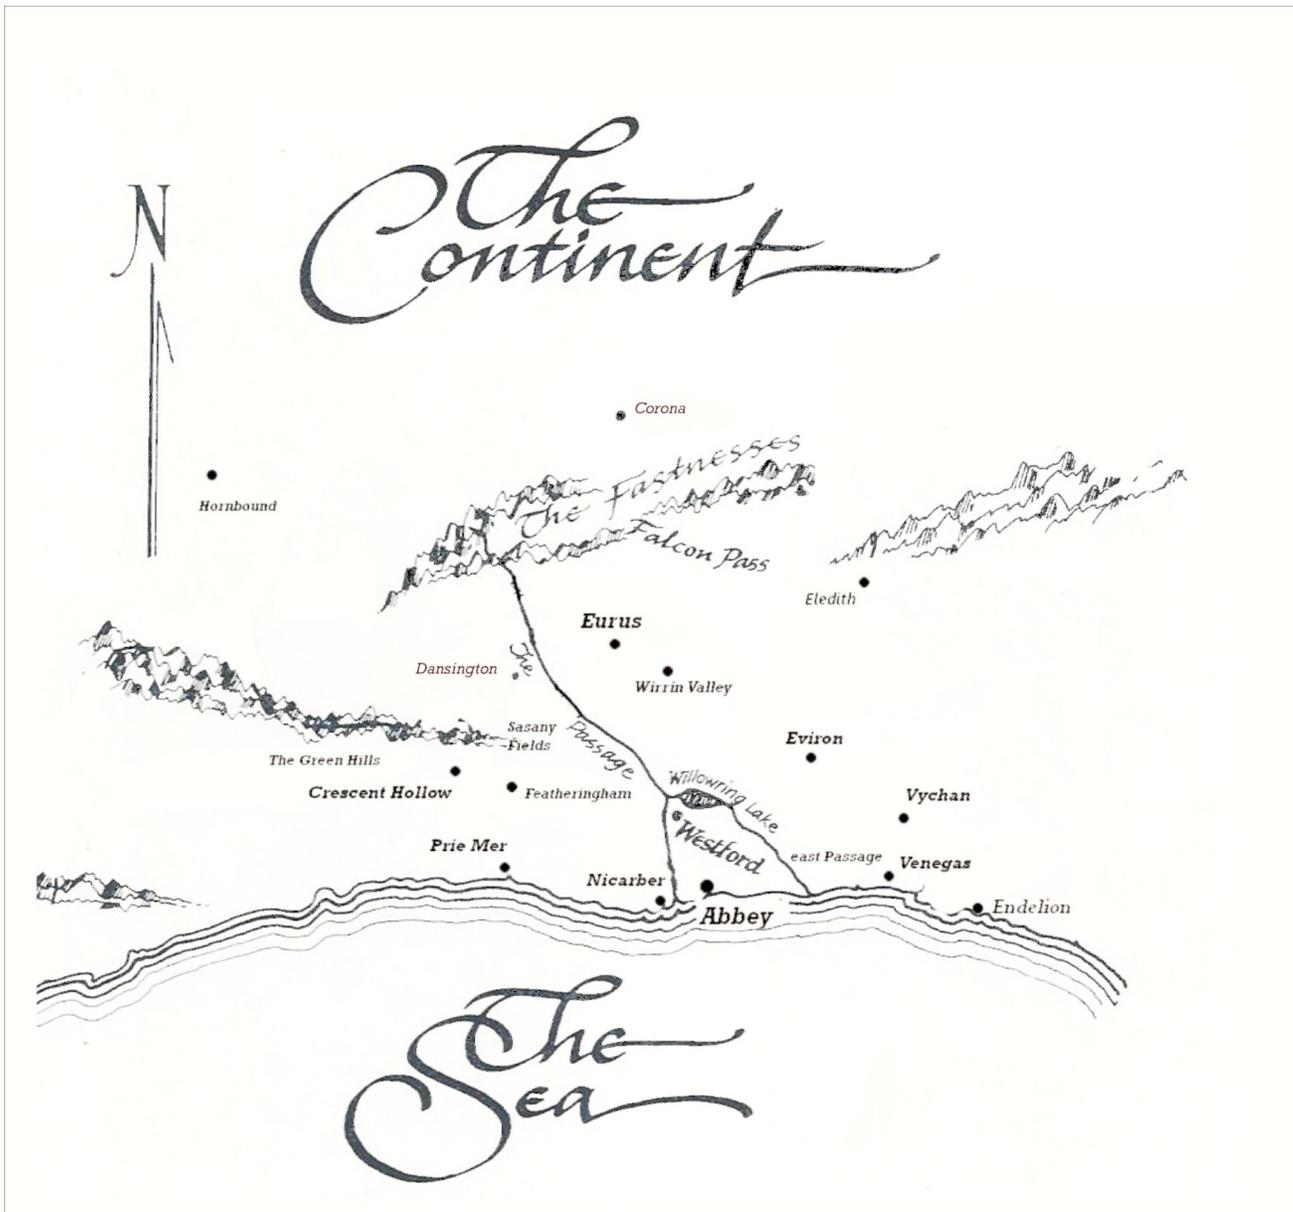 The
Continent
N
Corona
Hornbound
The Fastnesses
Falcon Pass
Eledith
Eurus
Dansington
The
Passage
Wirrin Valley
Sasany
Fields
Eviron
The Green Hills
Crescent Hollow
Featheringham
Willowring Lake
Vychan
Westford
Prie Mer
east Passage
Venegas
Nicarber
Abbey
Endelion
The
Sea